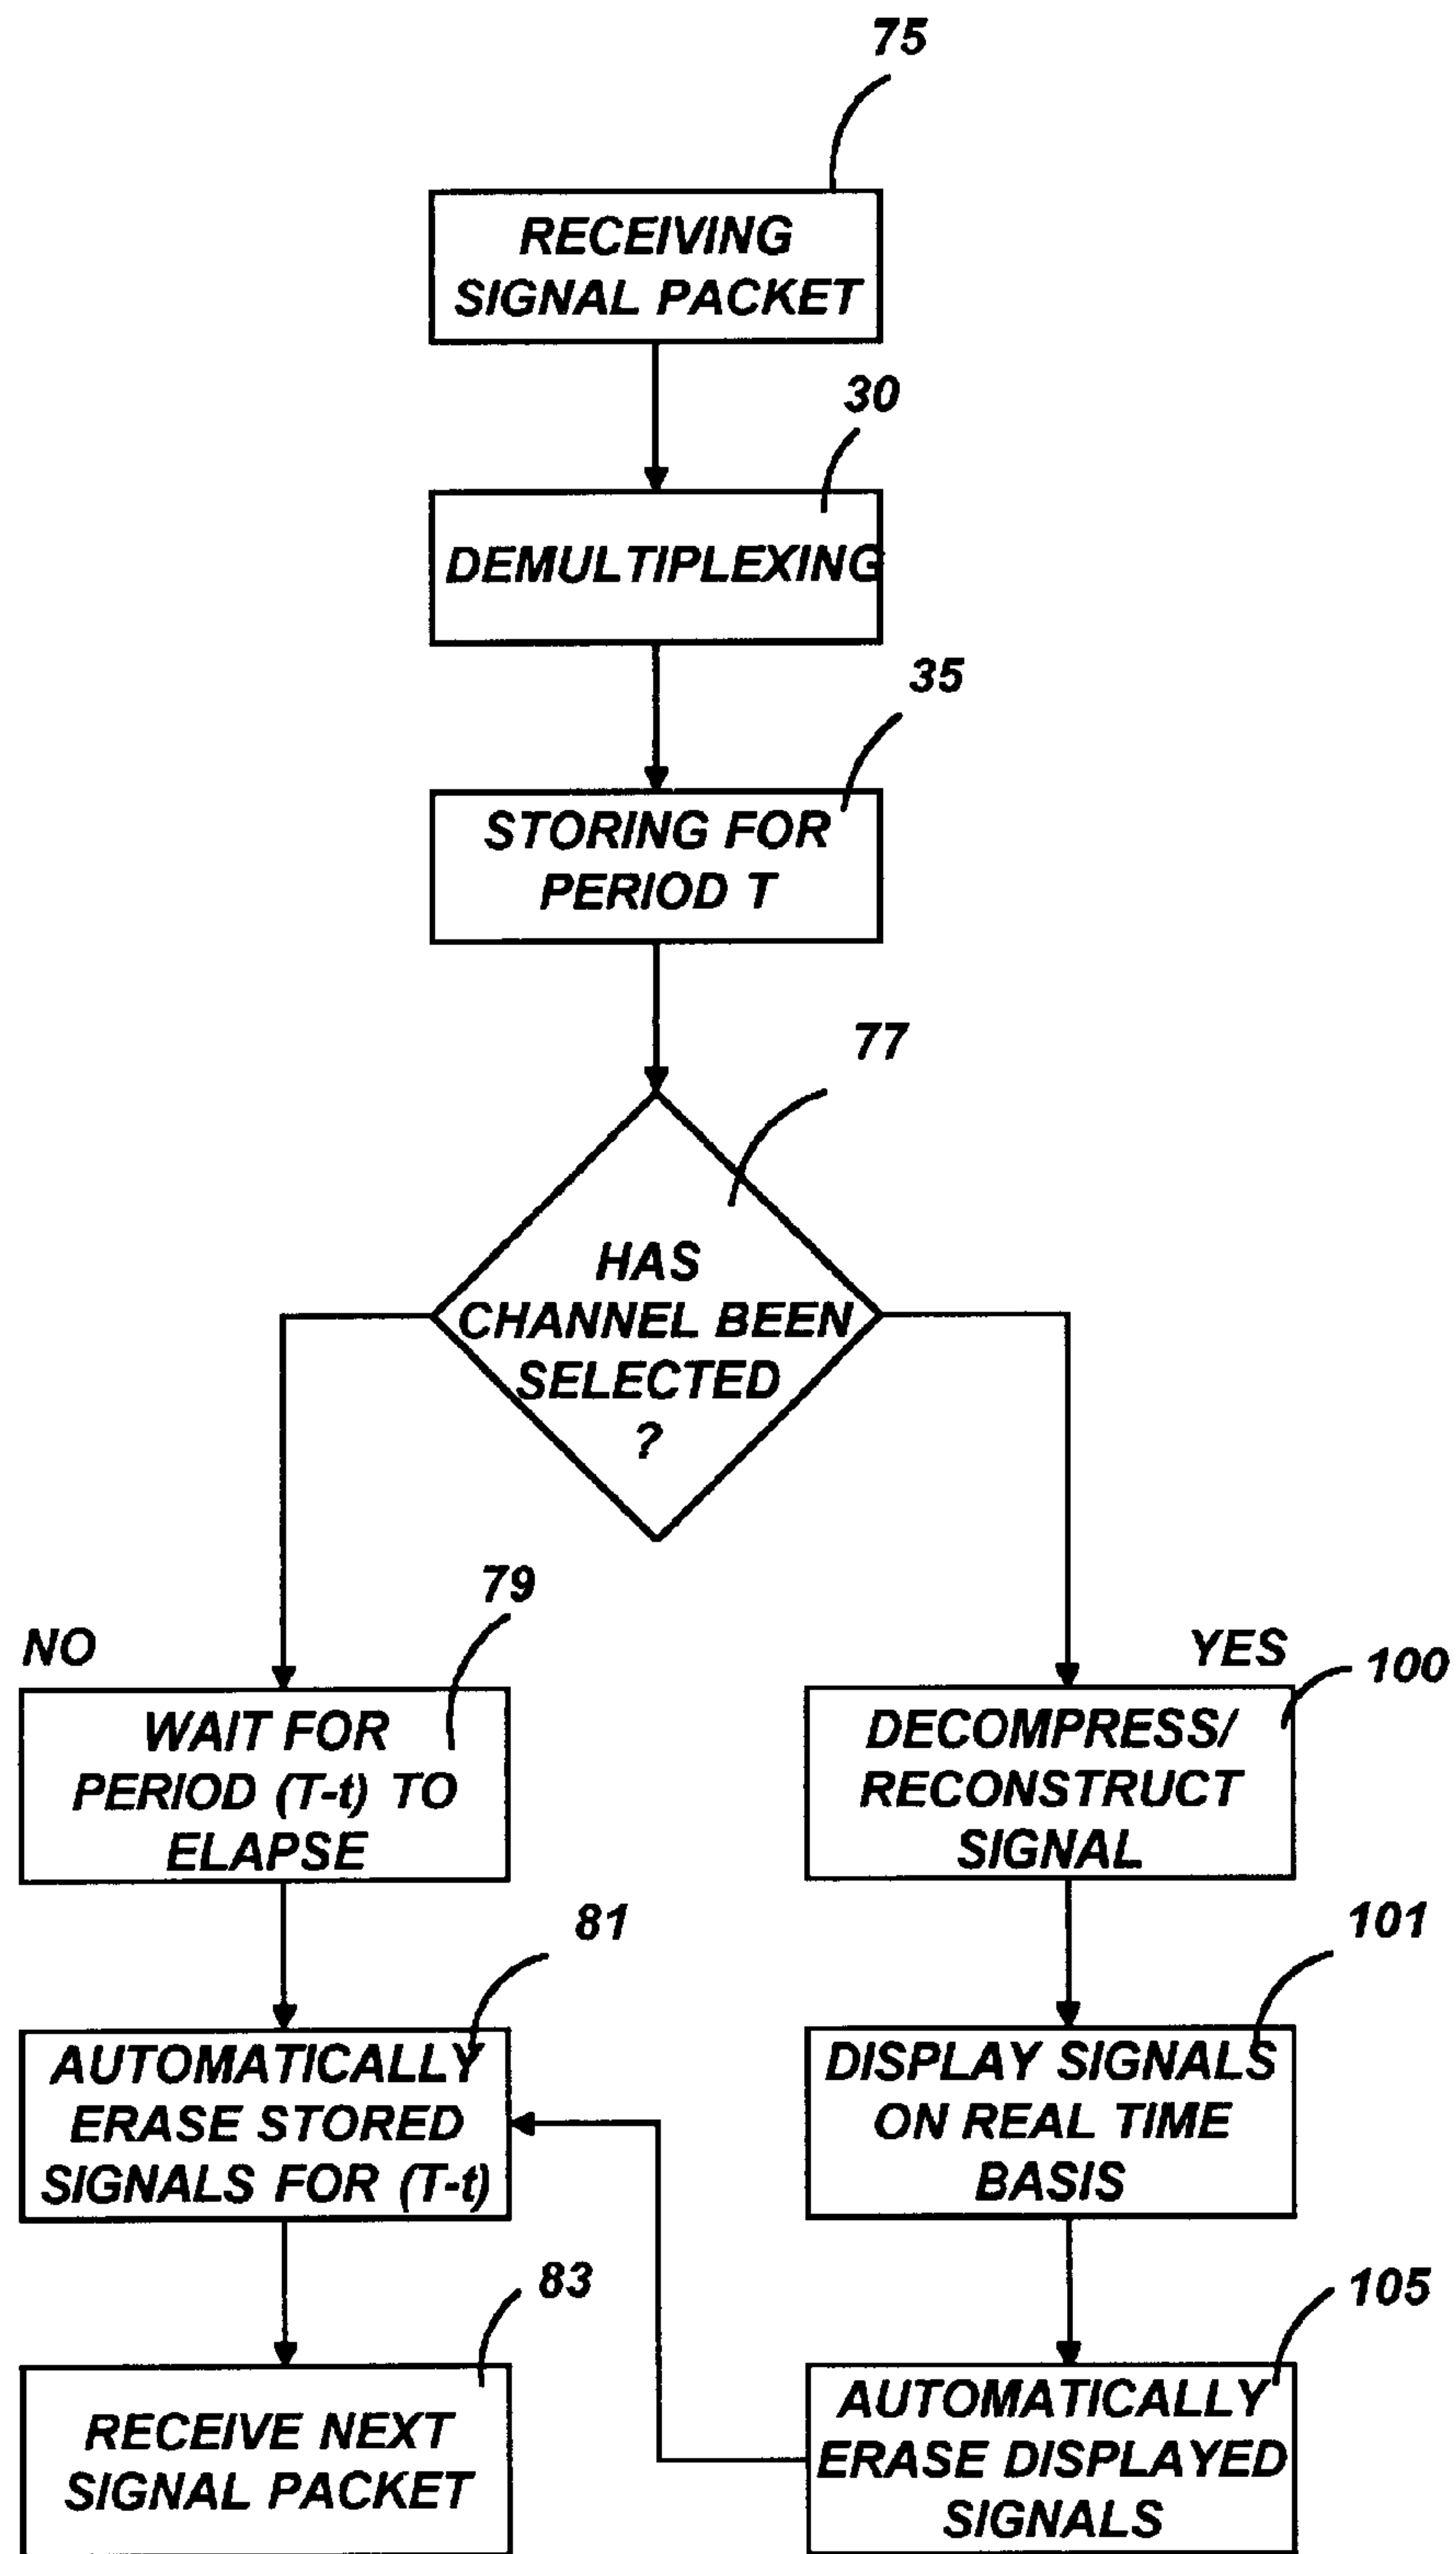 75
RECEIVING
SIGNAL PACKET
30
DEMULTIPLEXING
35
STORING FOR
PERIOD T
77
HAS
CHANNEL BEEN
SELECTED
?
79
NO
WAIT FOR
PERIOD (T-t) TO
ELAPSE
YES
100
DECOMPRESS/
RECONSTRUCT
SIGNAL
81
AUTOMATICALLY
ERASE STORED
SIGNALS FOR (T-t)
101
DISPLAY SIGNALS
ON REAL TIME
BASIS
83
RECEIVE NEXT
SIGNAL PACKET
105
AUTOMATICALLY
ERASE DISPLAYED
SIGNALS